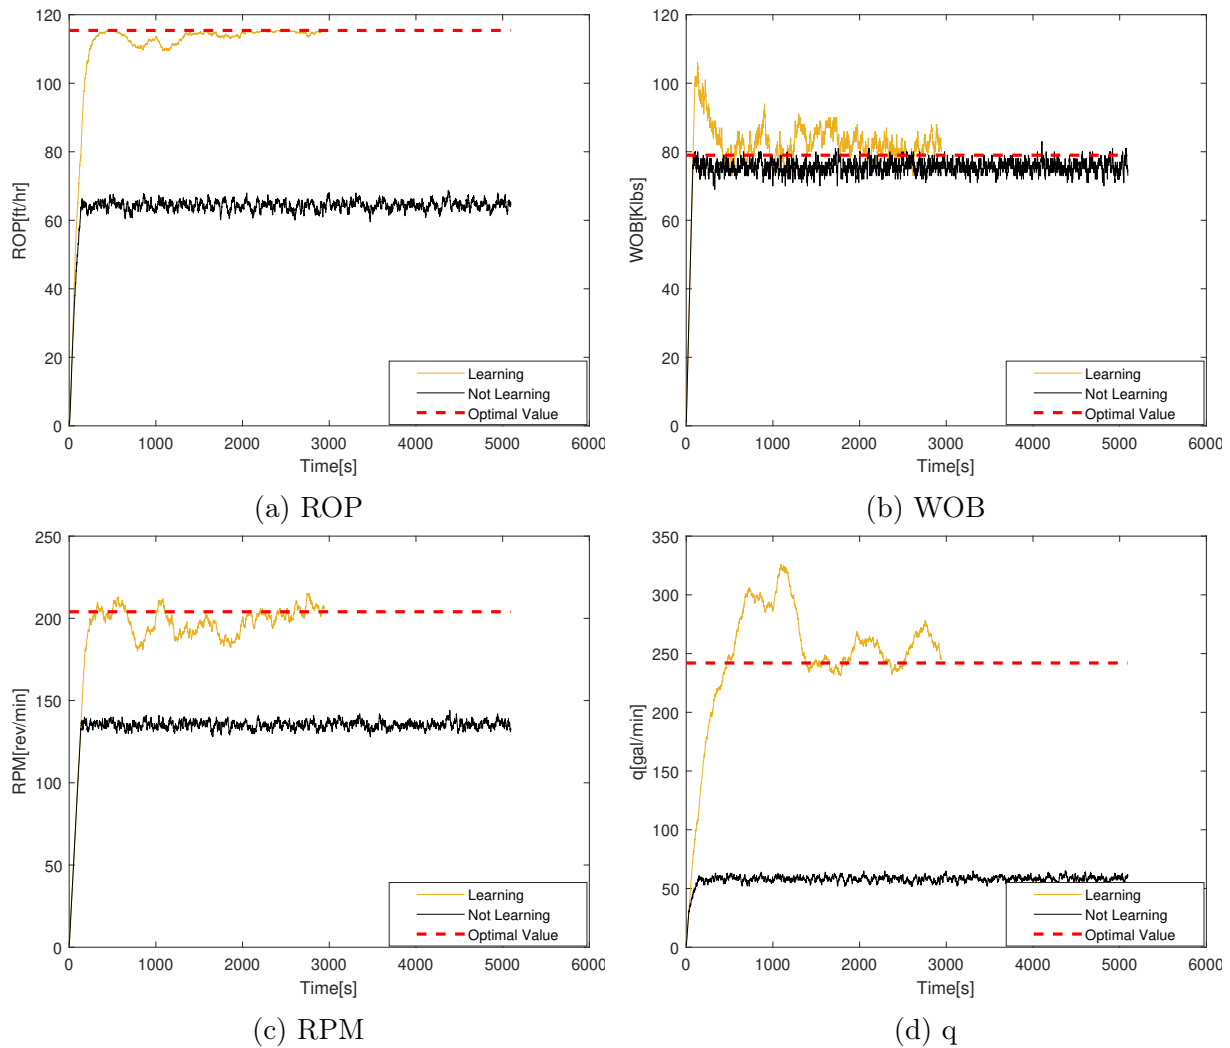 120
100
80
60
40
20
0
ROP[ft/hr]
Learning
Not Learning
Optimal Value
0 1000 2000 3000 4000 5000 6000
Time[s]
(a) ROP
120
100
80
60
40
20
0
WOB[Klbs]
Learning
Not Learning
Optimal Value
0 1000 2000 3000 4000 5000 6000
Time[s]
(b) WOB
250
200
150
100
50
0
RPM[rev/min]
Learning
Not Learning
Optimal Value
0 1000 2000 3000 4000 5000 6000
Time[s]
(c) RPM
350
300
250
200
150
100
50
0
q[gal/min]
Learning
Not Learning
Optimal Value
0 1000 2000 3000 4000 5000 6000
Time[s]
(d) q